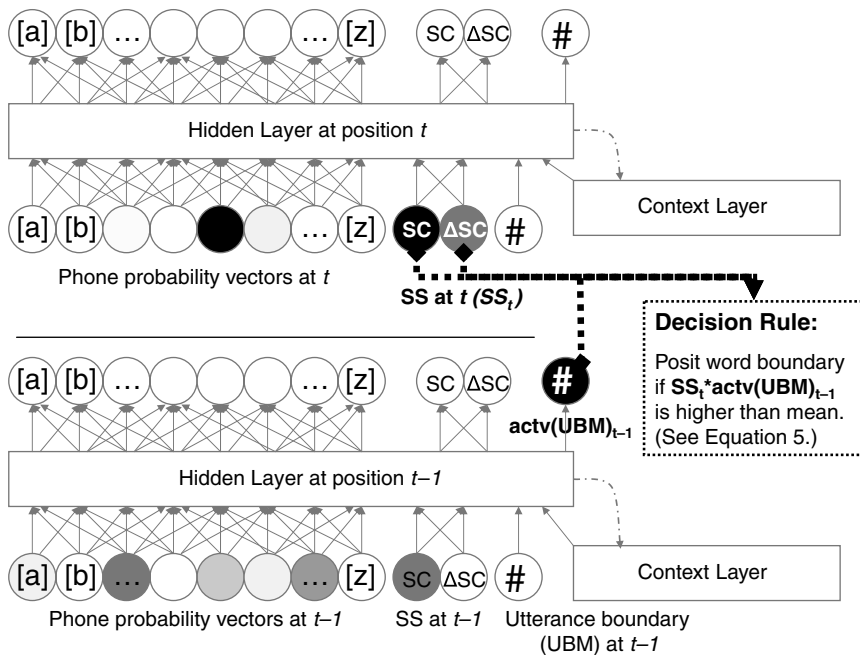 [a] [b] … … [z] SC ΔSC #
Hidden Layer at position t
Context Layer
[a] [b] … [z] SC ΔSC #
Phone probability vectors at t
SS at t (SSt)
Decision Rule:
Posit word boundary
if SSt*actv(UBM)t–1
is higher than mean.
(See Equation 5.)
[a] [b] … … [z] SC ΔSC #
actv(UBM)t–1
Hidden Layer at position t–1
Context Layer
[a] [b] … … [z] SC ΔSC #
Phone probability vectors at t–1
SS at t–1
Utterance boundary
(UBM) at t–1